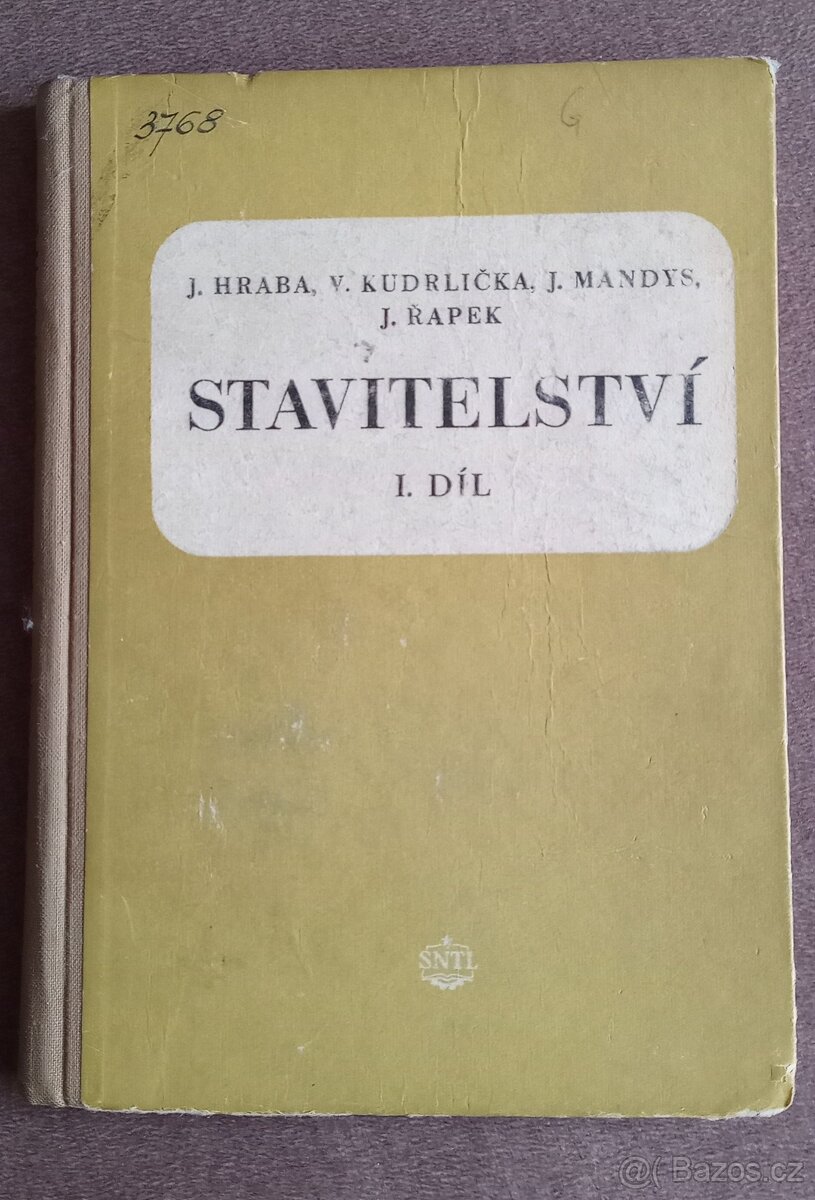 3768
G
J. HRABA, V. KUDRLIČKA, J. MANDYS,
J. ŘAPEK
STAVITELSTVÍ
I. DÍL
SNTL
@( Bazos.cz